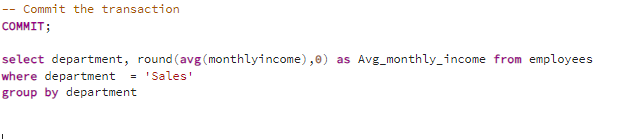 -- Commit the transaction
COMMIT;
select department, round(avg(monthlyincome),0) as Avg_monthly_income from employees
where department  = 'Sales'
group by department